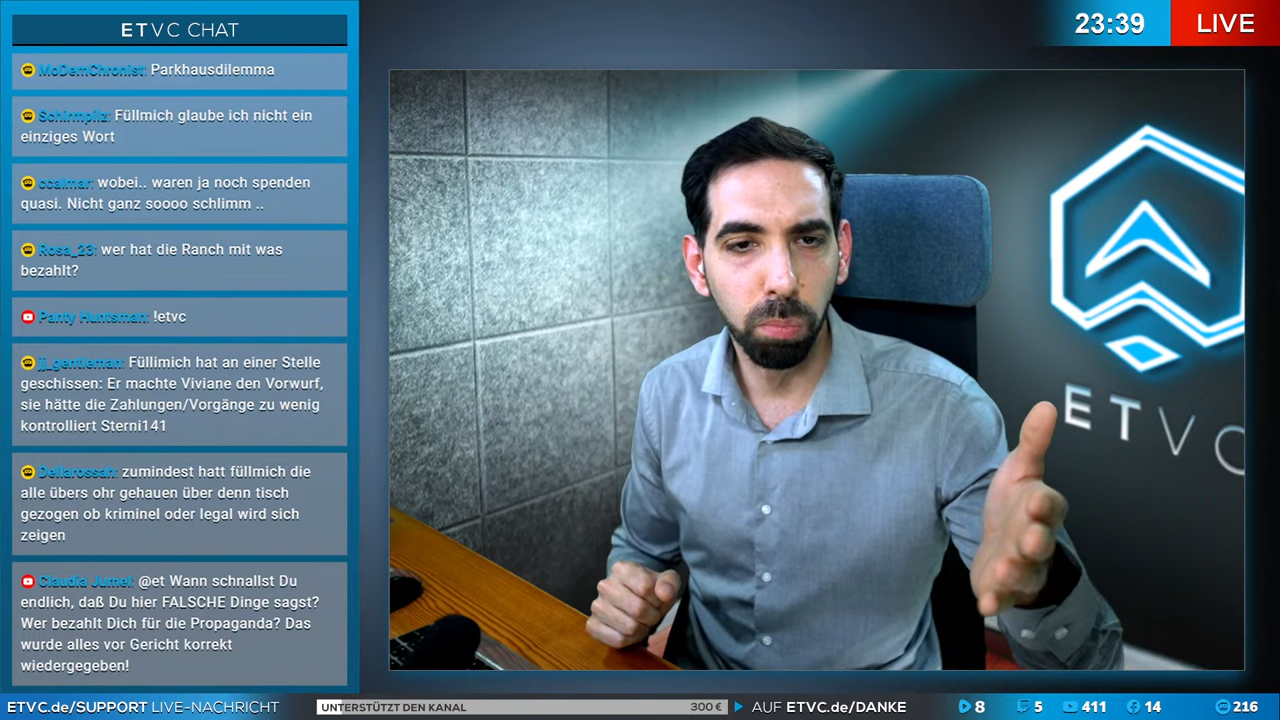 ETVC CHAT
MoDemChronist: Parkhausdilemma
Schirmpilz: Füllmich glaube ich nicht ein
einziges Wort
ccalmar: wobei.. waren ja noch spenden
quasi. Nicht ganz soooo schlimm ..
Rosa_23: wer hat die Ranch mit was
bezahlt?
Panty Huntsman: !etvc
jj_gentleman: Füllimich hat an einer Stelle
geschissen: Er machte Viviane den Vorwurf,
sie hätte die Zahlungen/Vorgänge zu wenig
kontrolliert Sterni141
Dellarossah: zumindest hatt füllmich die
alle übers ohr gehauen über denn tisch
gezogen ob kriminel oder legal wird sich
zeigen
Claudia Jumel: @et Wann schnallst Du
endlich, daß Du hier FALSCHE Dinge sagst?
Wer bezahlt Dich für die Propaganda? Das
wurde alles vor Gericht korrekt
wiedergegeben!
23:39 LIVE
ETVC
ETVC.de/SUPPORT LIVE-NACHRICHT
UNTERSTÜTZT DEN KANAL 300 €
AUF ETVC.de/DANKE
8 5 411 14 216